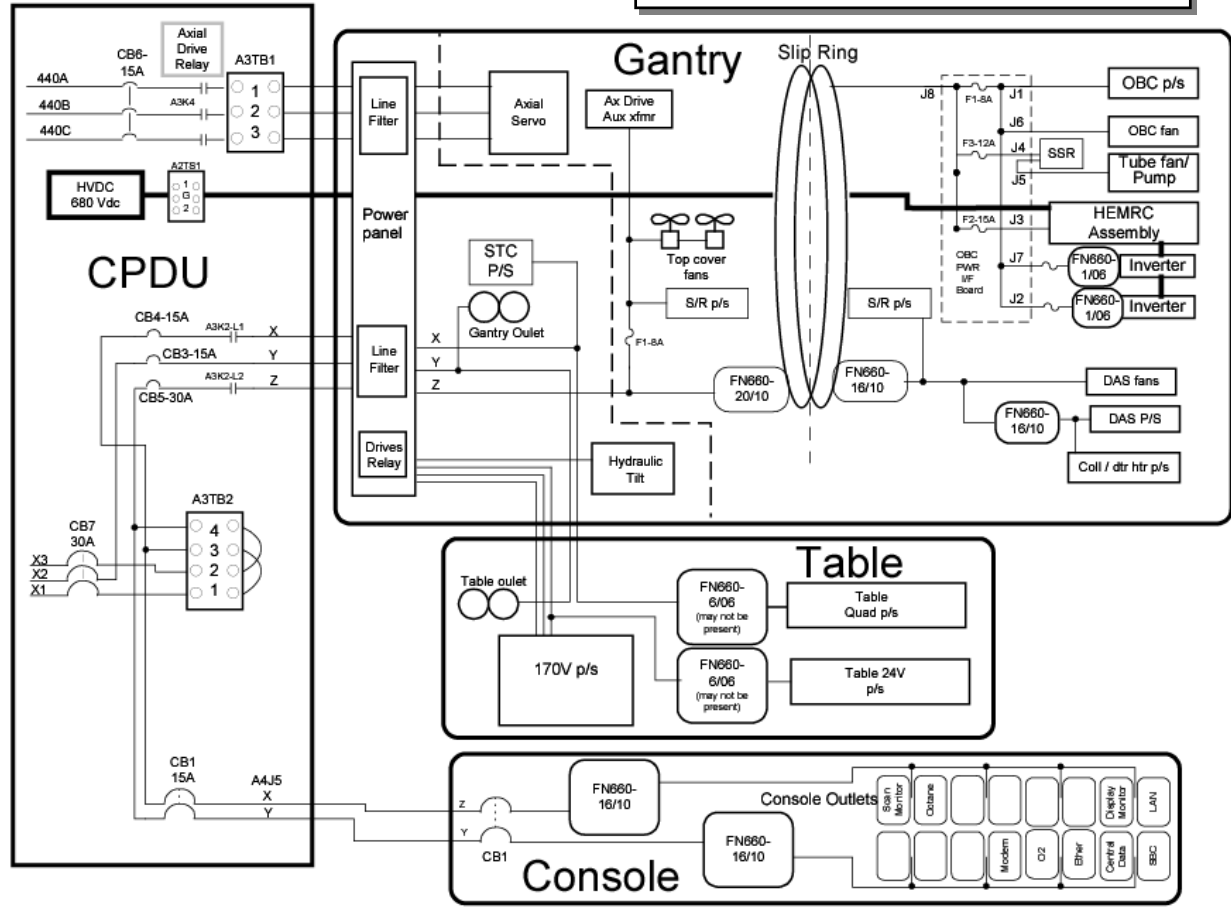 Axial
Drive
Relay
CB6-
15A
A3TB1
440A
440B
440C
A3K4
1
2
3
HVDC
680 Vdc
A2TB1
1
G
2
CPDU
CB4-15A
A3K2-L1
X
CB3-15A
Y
A3K2-L2
Z
CB5-30A
A3TB2
4
3
2
1
CB7
30A
X3
X2
X1
CB1
15A
A4J5
X
Y
Gantry
Slip Ring
Line
Filter
Axial
Servo
Power
panel
Ax Drive
Aux xfmr
STC
P/S
Gantry Oulet
Top cover
fans
S/R p/s
F1-8A
Line
Filter
X
Y
Z
Drives
Relay
Hydraulic
Tilt
FN660-
20/10
S/R p/s
FN660-
16/10
J8
F1-8A
J1
OBC p/s
J6
OBC fan
F3-12A
J4
SSR
J5
Tube fan/
Pump
F2-15A
J3
HEMRC
Assembly
OBC
PWR
I/F
Board
J7
FN660-
1/06
Inverter
J2
FN660-
1/06
Inverter
DAS fans
FN660-
16/10
DAS P/S
Coll / dtr htr p/s
Table
Table oulet
170V p/s
FN660-
6/06
(may not be
present)
Table
Quad p/s
FN660-
6/06
(may not be
present)
Table 24V
p/s
Console
Z
Y
CB1
FN660-
16/10
FN660-
16/10
Console Outlets
Scan
Monitor
Octane
Display
Monitor
LAN
Modem
O2
Ether
Central
Data
SBC